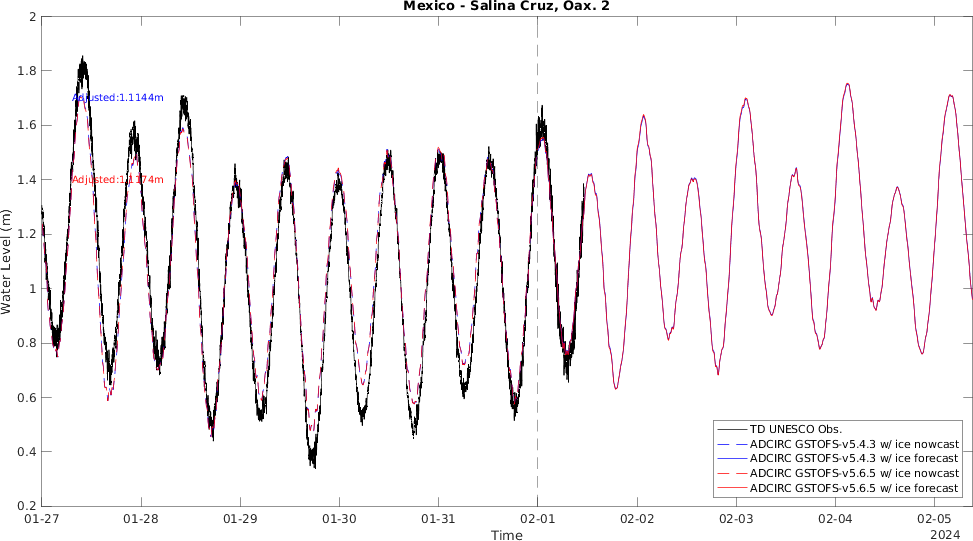 Mexico - Salina Cruz, Oax. 2
2
1.8
1.6
1.4
1.2
1
0.8
0.6
0.4
0.2
Water Level (m)
Adjusted:1.1144m
Adjusted:1.1174m
TD UNESCO Obs.
ADCIRC GSTOFS-v5.4.3 w/ ice nowcast
ADCIRC GSTOFS-v5.4.3 w/ ice forecast
ADCIRC GSTOFS-v5.6.5 w/ ice nowcast
ADCIRC GSTOFS-v5.6.5 w/ ice forecast
01-27 01-28 01-29 01-30 01-31 02-01 02-02 02-03 02-04 02-05
Time 2024